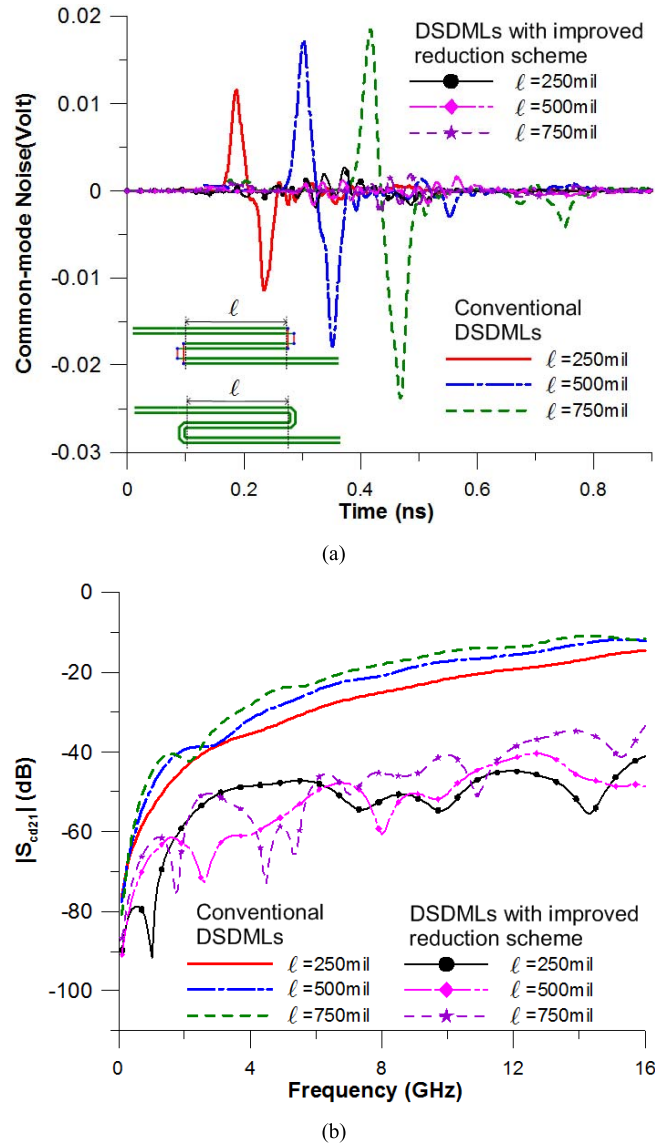 0.02
0.01
0
-0.01
-0.02
-0.03
Common-mode Noise(Volt)
DSDMLs with improved
reduction scheme
ℓ=250mil
ℓ=500mil
ℓ=750mil
ℓ
ℓ
Conventional
DSDMLs
ℓ=250mil
ℓ=500mil
ℓ=750mil
0 0.2 0.4 0.6 0.8
Time (ns)
(a)
0
-20
-40
-60
-80
-100
|Scd21| (dB)
Conventional
DSDMLs
ℓ=250mil
ℓ=500mil
ℓ=750mil
DSDMLs with improved
reduction scheme
ℓ=250mil
ℓ=500mil
ℓ=750mil
0 4 8 12 16
Frequency (GHz)
(b)